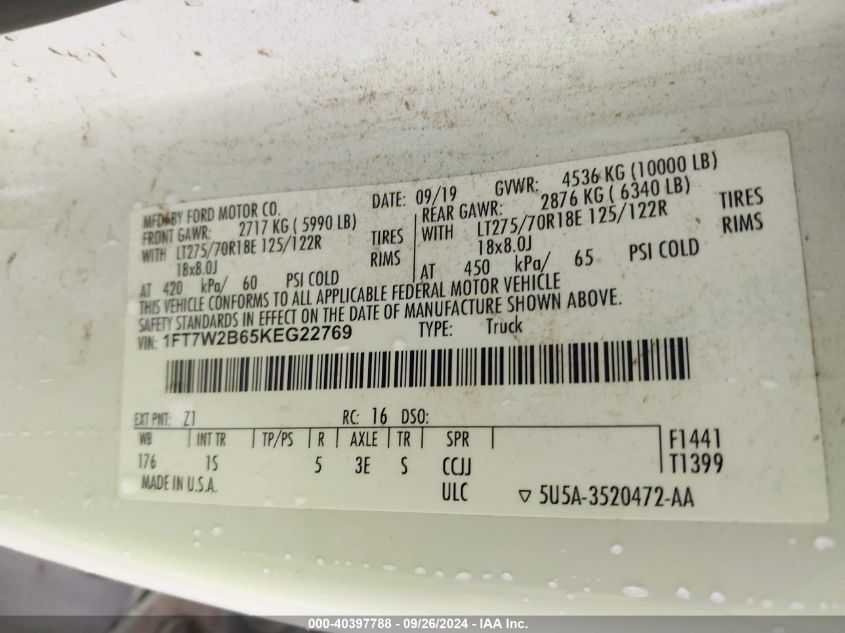 MFD. BY FORD MOTOR CO.
DATE: 09/19 GVWR: 4536 KG (10000 LB)
FRONT GAWR: 2717 KG ( 5990 LB)
WITH LT275/70R18E 125/122R TIRES
18x8.0J RIMS
AT 420 kPa/ 60 PSI COLD
REAR GAWR: 2876 KG ( 6340 LB)
WITH LT275/70R18E 125/122R TIRES
18x8.0J RIMS
AT 450 kPa/ 65 PSI COLD
THIS VEHICLE CONFORMS TO ALL APPLICABLE FEDERAL MOTOR VEHICLE
SAFETY STANDARDS IN EFFECT ON THE DATE OF MANUFACTURE SHOWN ABOVE.
VIN: 1FT7W2B65KEG22769 TYPE: Truck
EXT PNT: Z1 RC: 16 DSO:
WB INT TR TP/PS R AXLE TR SPR F1441
176 1S 5 3E S CCJJ T1399
MADE IN U.S.A. ULC 5U5A-3520472-AA
000-40397788 - 09/26/2024 - IAA Inc.